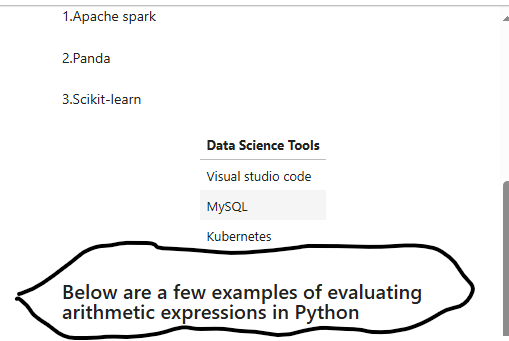 1.Apache spark
2.Panda
3.Scikit-learn
Data Science Tools
Visual studio code
MySQL
Kubernetes
Below are a few examples of evaluating
arithmetic expressions in Python